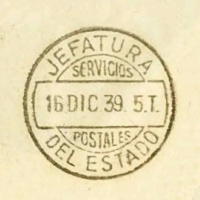 JEFATURA
SERVICIOS
16 DIC 39. 5.T.
POSTALES
DEL ESTADO